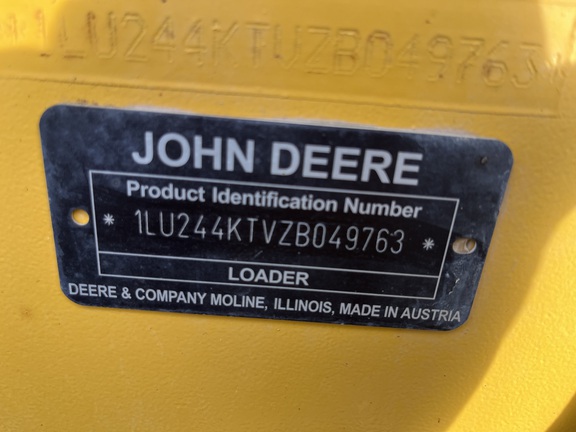 1LU244KTVZB049763*
JOHN DEERE
Product Identification Number
* 1LU244KTVZB049763 *
LOADER
DEERE & COMPANY MOLINE, ILLINOIS, MADE IN AUSTRIA